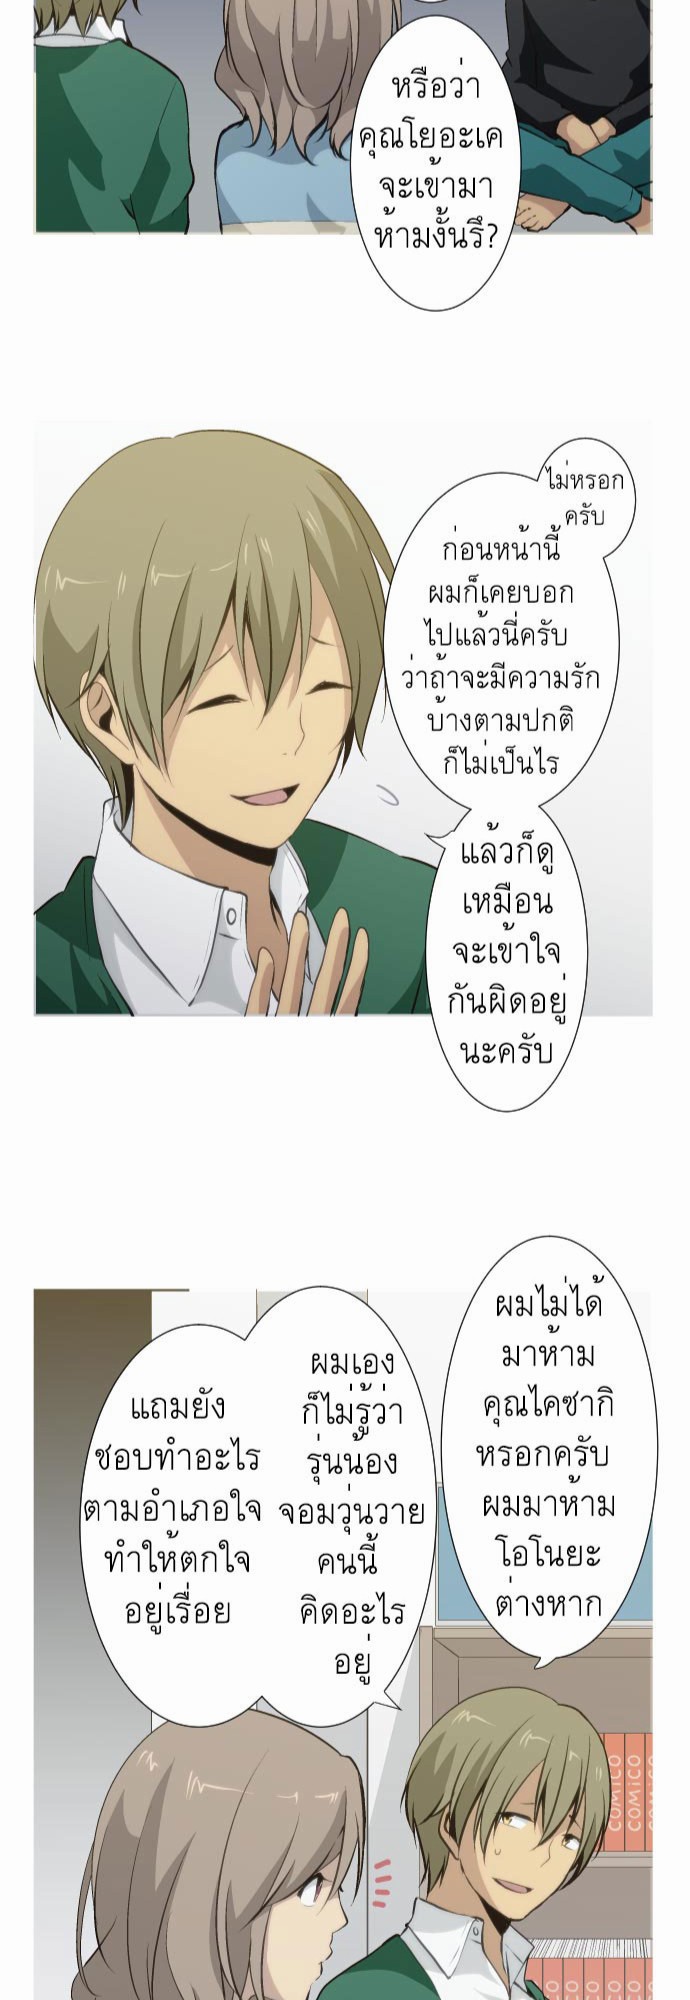 หรือว่า
คุณโยอะเค
จะเข้ามา
ห้ามงั้นรึ?
ไม่หรอก
ครับ
ก่อนหน้านี้
ผมก็เคยบอก
ไปแล้วนี่ครับ
ว่าถ้าจะมีความรัก
บ้างตามปกติ
ก็ไม่เป็นไร
แล้วก็ดู
เหมือน
จะเข้าใจ
กันผิดอยู่
นะครับ
ผมไม่ได้
มาห้าม
คุณไคซากิ
หรอกครับ
ผมมาห้าม
โอโนยะ
ต่างหาก
ผมเอง
ก็ไม่รู้ว่า
รุ่นน้อง
จอมวุ่นวาย
คนนี้
คิดอะไร
อยู่
แถมยัง
ชอบทำอะไร
ตามอำเภอใจ
ทำให้ตกใจ
อยู่เรื่อย
COMICO
COMICO
COMICO
COMICO
COMICO
COMICO